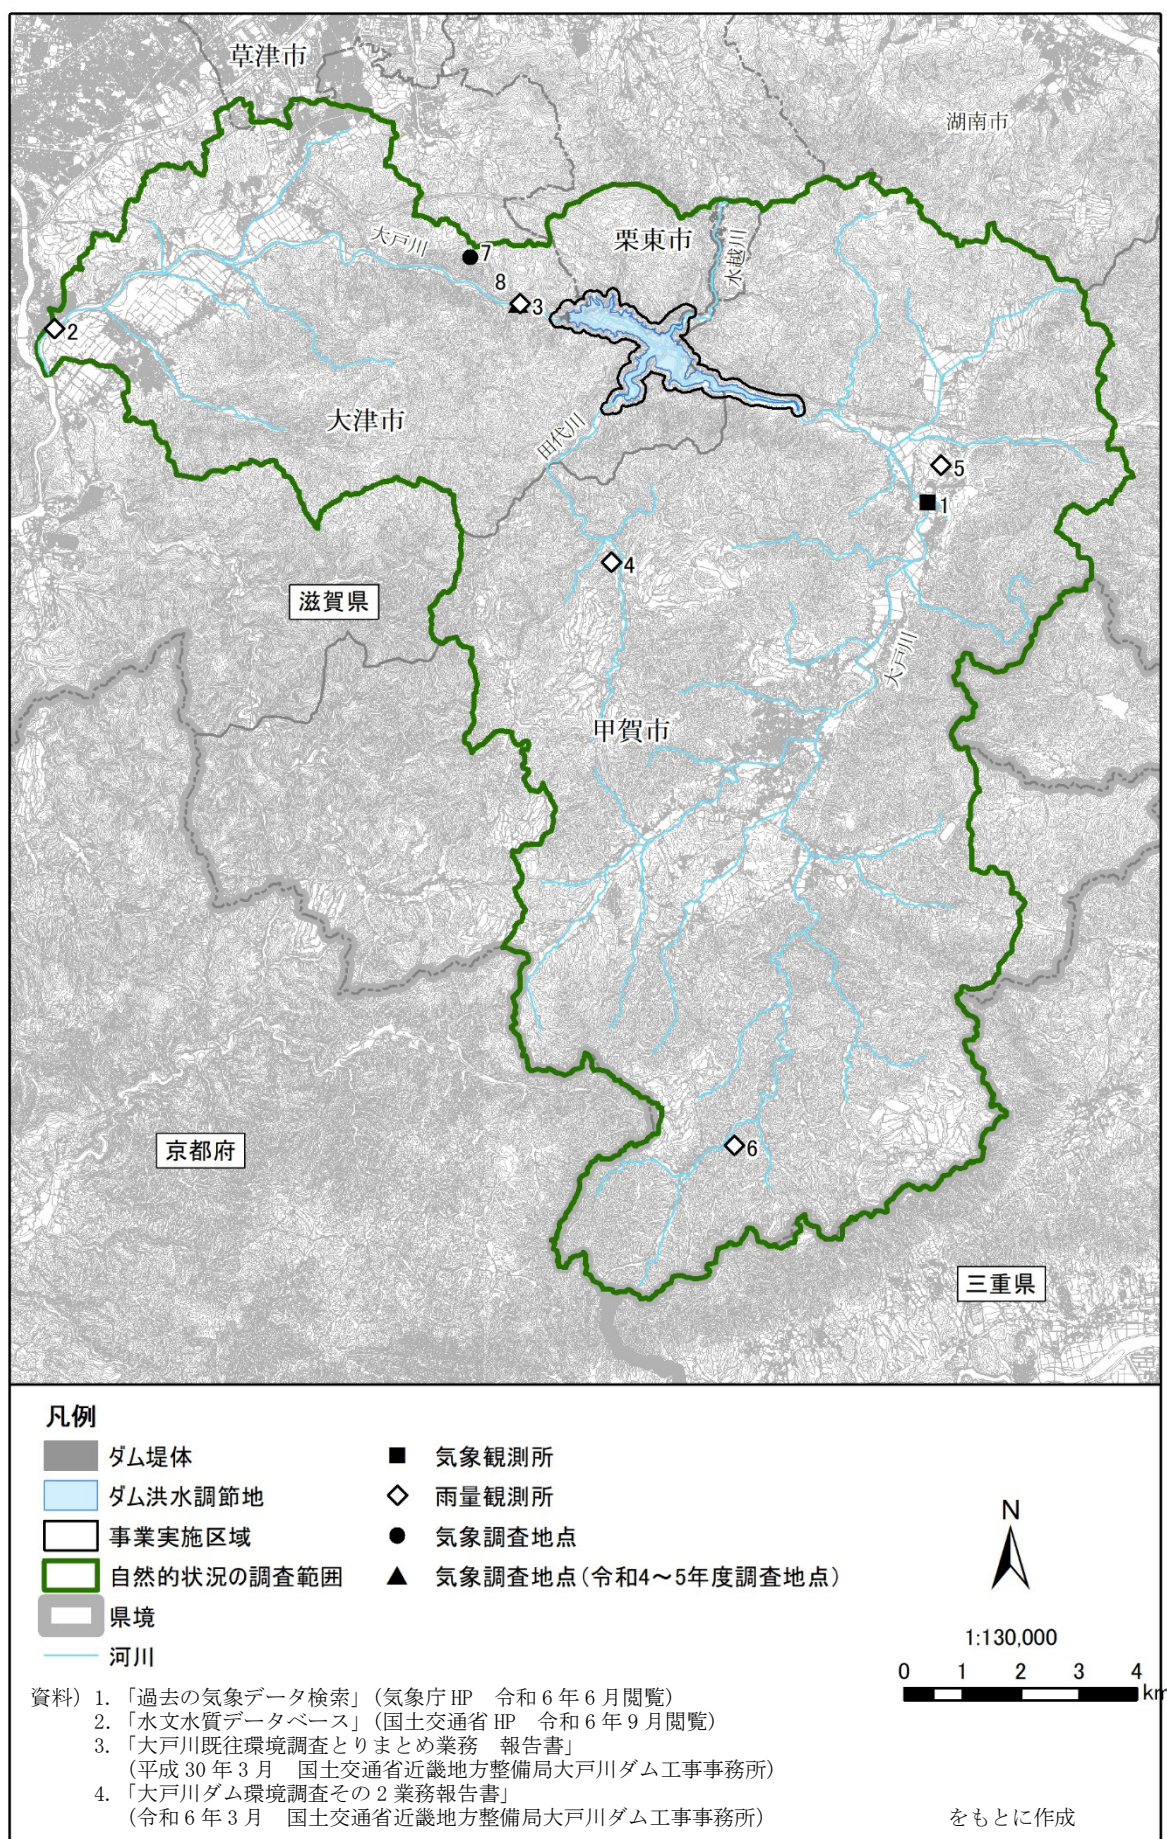 草津市
湖南市
栗東市
水越川
大戸川
7
8
3
2
大津市
田代川
5
1
4
滋賀県
大戸川
甲賀市
6
京都府
三重県
凡例
ダム堤体
ダム洪水調節地
事業実施区域
自然的状況の調査範囲
県境
河川
■ 気象観測所
◇ 雨量観測所
● 気象調査地点
▲ 気象調査地点(令和4~5年度調査地点)
N
1:130,000
0 1 2 3 4
km
資料) 1. 「過去の気象データ検索」(気象庁 HP 令和 6 年 6 月閲覧)
2. 「水文水質データベース」(国土交通省 HP 令和 6 年 9 月閲覧)
3. 「大戸川既往環境調査とりまとめ業務 報告書」
(平成 30 年 3 月 国土交通省近畿地方整備局大戸川ダム工事事務所)
4. 「大戸川ダム環境調査その 2 業務報告書」
(令和 6 年 3 月 国土交通省近畿地方整備局大戸川ダム工事事務所) をもとに作成